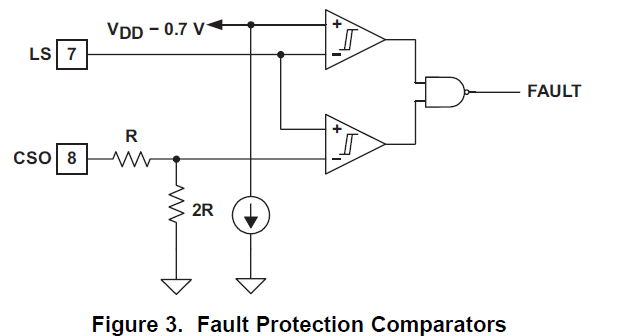 VDD − 0.7 V
+
−
LS 7
FAULT
+
−
R
CSO 8
2R
Figure 3. Fault Protection Comparators